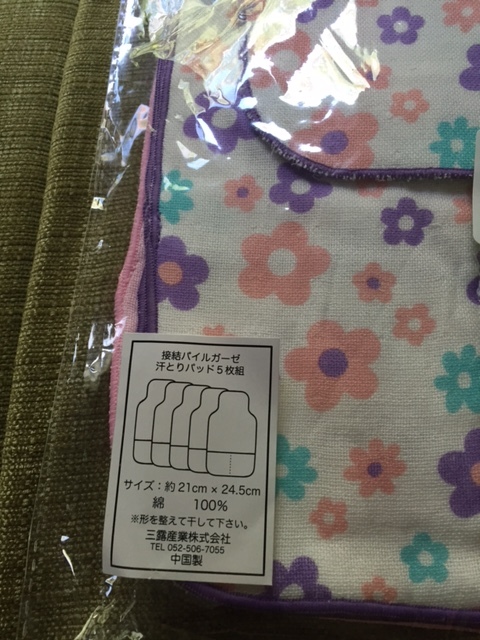 接結パイルガーゼ
汗とりパッド5枚組
サイズ：約21cm×24.5cm
綿 100%
※形を整えて干して下さい。
三露産業株式会社
TEL 052-506-7055
中国製